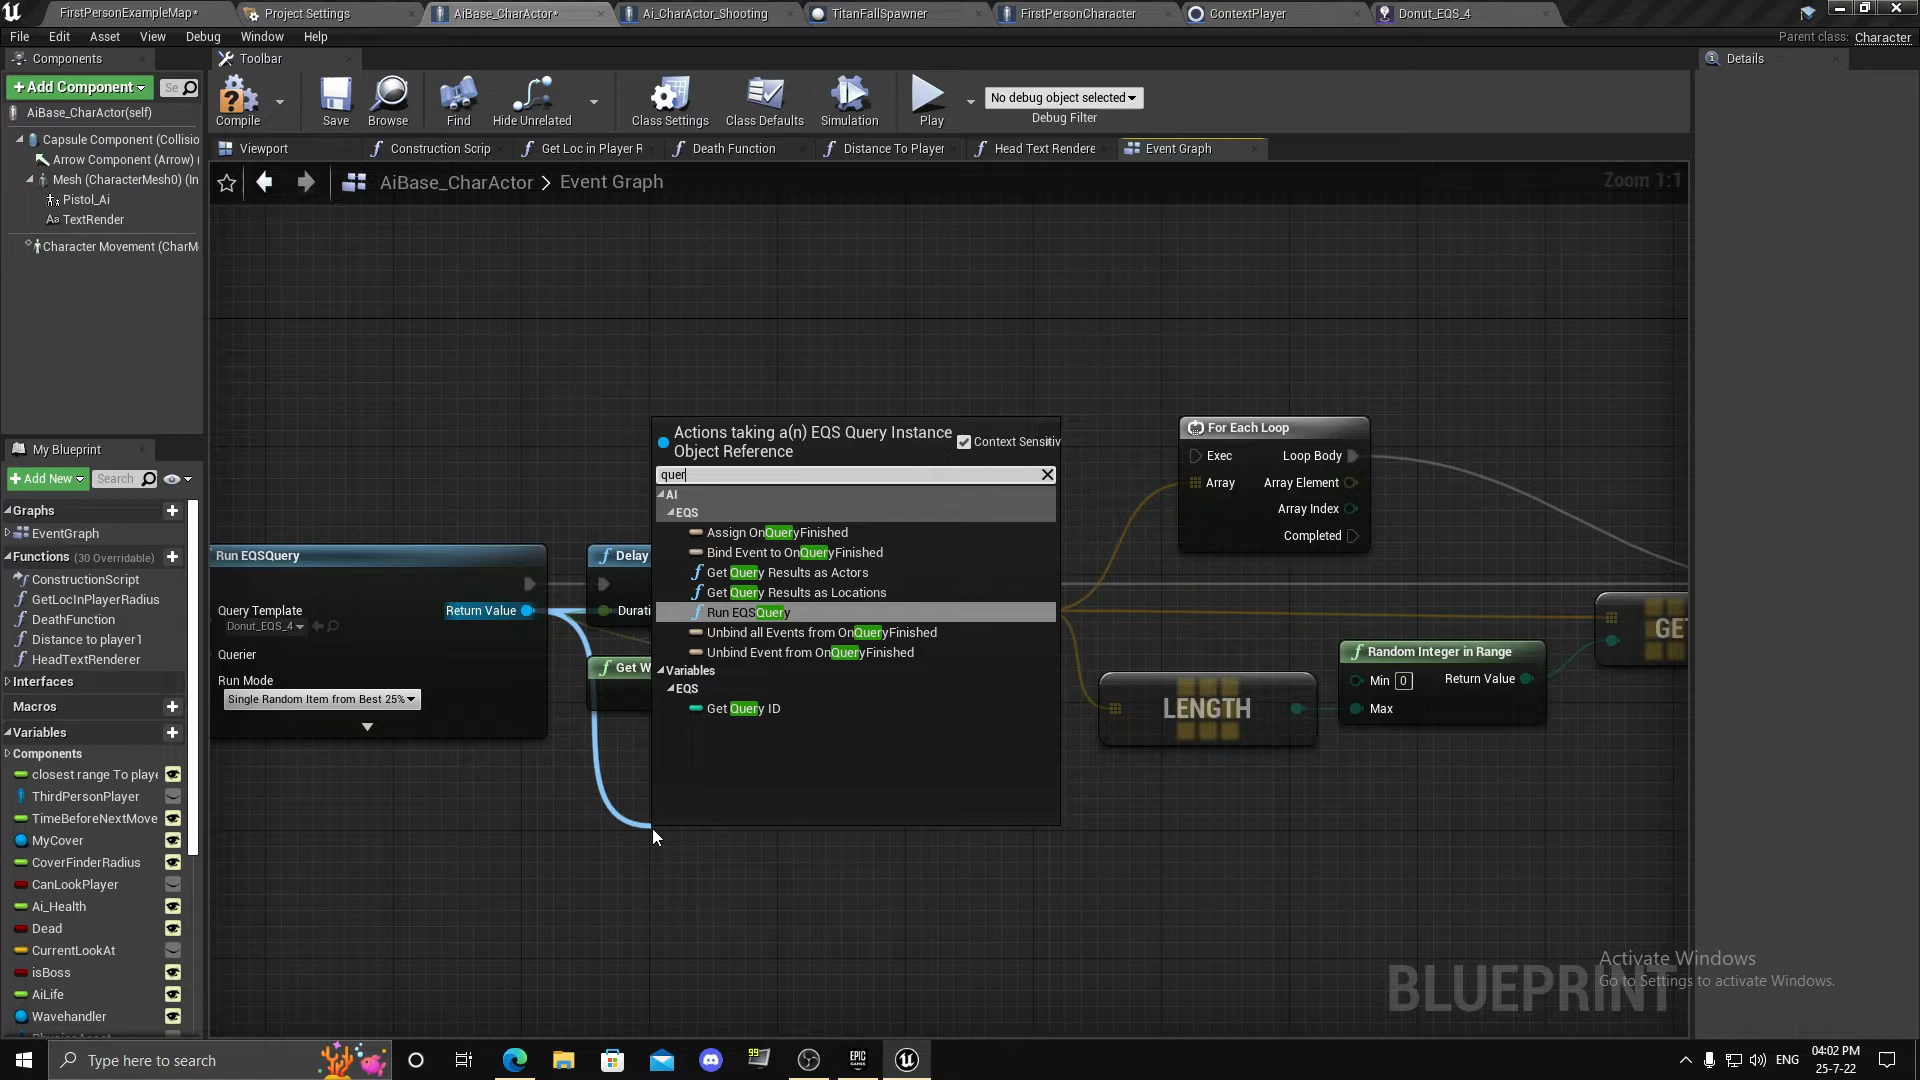 FirstPersonExampleMap*
Project Settings
AiBase_CharActor*
Ai_CharActor_Shooting
TitanFallSpawner
FirstPersonCharacter
ContextPlayer
Donut_EQS_4
File Edit Asset View Debug Window Help
Parent class: Character
Components
Toolbar
Details
+Add Component
Se
AiBase_CharActor(self)
Capsule Component (Collisio
Arrow Component (Arrow) (
Mesh (CharacterMesh0) (In
Pistol_Ai
Aa TextRender
Character Movement (CharM
Compile
Save
Browse
Find
Hide Unrelated
Class Settings
Class Defaults
Simulation
Play
No debug object selected
Debug Filter
Viewport
Construction Scrip
Get Loc in Player R
Death Function
Distance To Player
Head Text Rendere
Event Graph
AiBase_CharActor > Event Graph
Zoom 1:1
My Blueprint
+Add New
Search
Graphs
EventGraph
Functions (30 Overridable)
ConstructionScript
GetLocInPlayerRadius
DeathFunction
Distance to player1
HeadTextRenderer
Interfaces
Macros
Variables
Components
closest range To playe
ThirdPersonPlayer
TimeBeforeNextMove
MyCover
CoverFinderRadius
CanLookPlayer
Ai_Health
Dead
CurrentLookAt
isBoss
AiLife
Wavehandler
Run EQSQuery
Query Template
Donut_EQS_4
Return Value
Querier
Run Mode
Single Random Item from Best 25%
Delay
Durati
Get W
Actions taking a(n) EQS Query Instance
Object Reference
Context Sensitiv
quer
AI
EQS
Assign OnQueryFinished
Bind Event to OnQueryFinished
Get Query Results as Actors
Get Query Results as Locations
Run EQSQuery
Unbind all Events from OnQueryFinished
Unbind Event from OnQueryFinished
Variables
EQS
Get Query ID
For Each Loop
Exec Loop Body
Array Array Element
Array Index
Completed
LENGTH
Random Integer in Range
Min 0 Return Value
Max
GET
BLUEPRINT
Activate Windows
Go to Settings to activate Windows.
Type here to search
99
EPIC
GAMES
ENG
04:02 PM
25-7-22